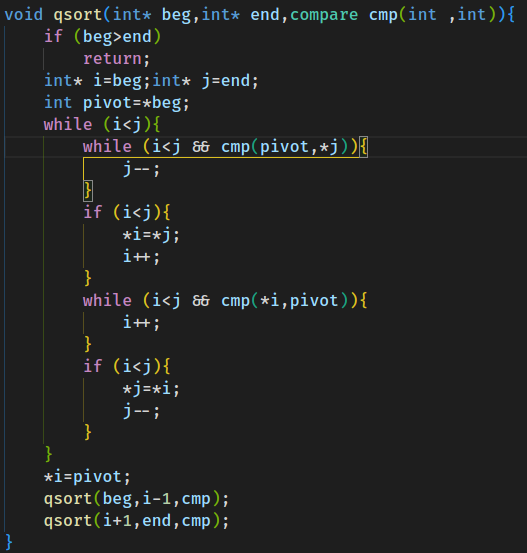 void qsort(int* beg,int* end,compare cmp(int ,int)){
    if (beg>end)
        return;
    int* i=beg;int* j=end;
    int pivot=*beg;
    while (i<j){
        while (i<j && cmp(pivot,*j)){
            j--;
        }
        if (i<j){
            *i=*j;
            i++;
        }
        while (i<j && cmp(*i,pivot)){
            i++;
        }
        if (i<j){
            *j=*i;
            j--;
        }
    }
    *i=pivot;
    qsort(beg,i-1,cmp);
    qsort(i+1,end,cmp);
}